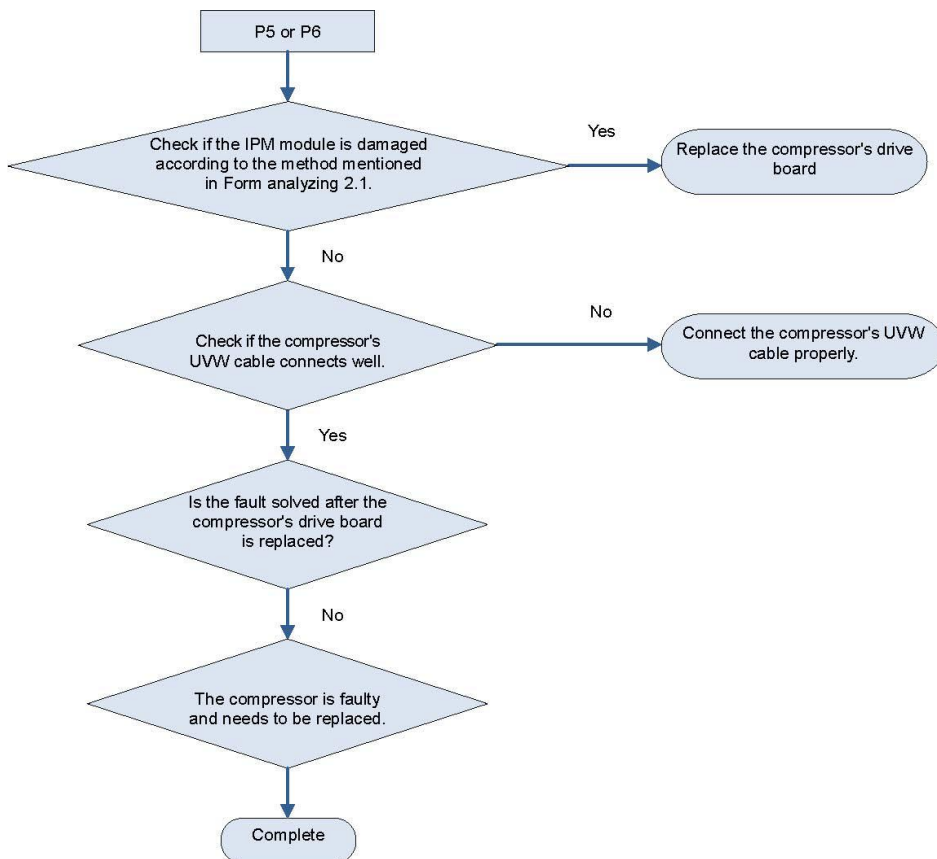 P5 or P6
Check if the IPM module is damaged
according to the method mentioned
in Form analyzing 2.1.
Yes
Replace the compressor's drive
board
No
Check if the compressor's
UVW cable connects well.
No
Connect the compressor's UVW
cable properly.
Yes
Is the fault solved after the
compressor's drive board
is replaced?
No
The compressor is faulty
and needs to be replaced.
Complete